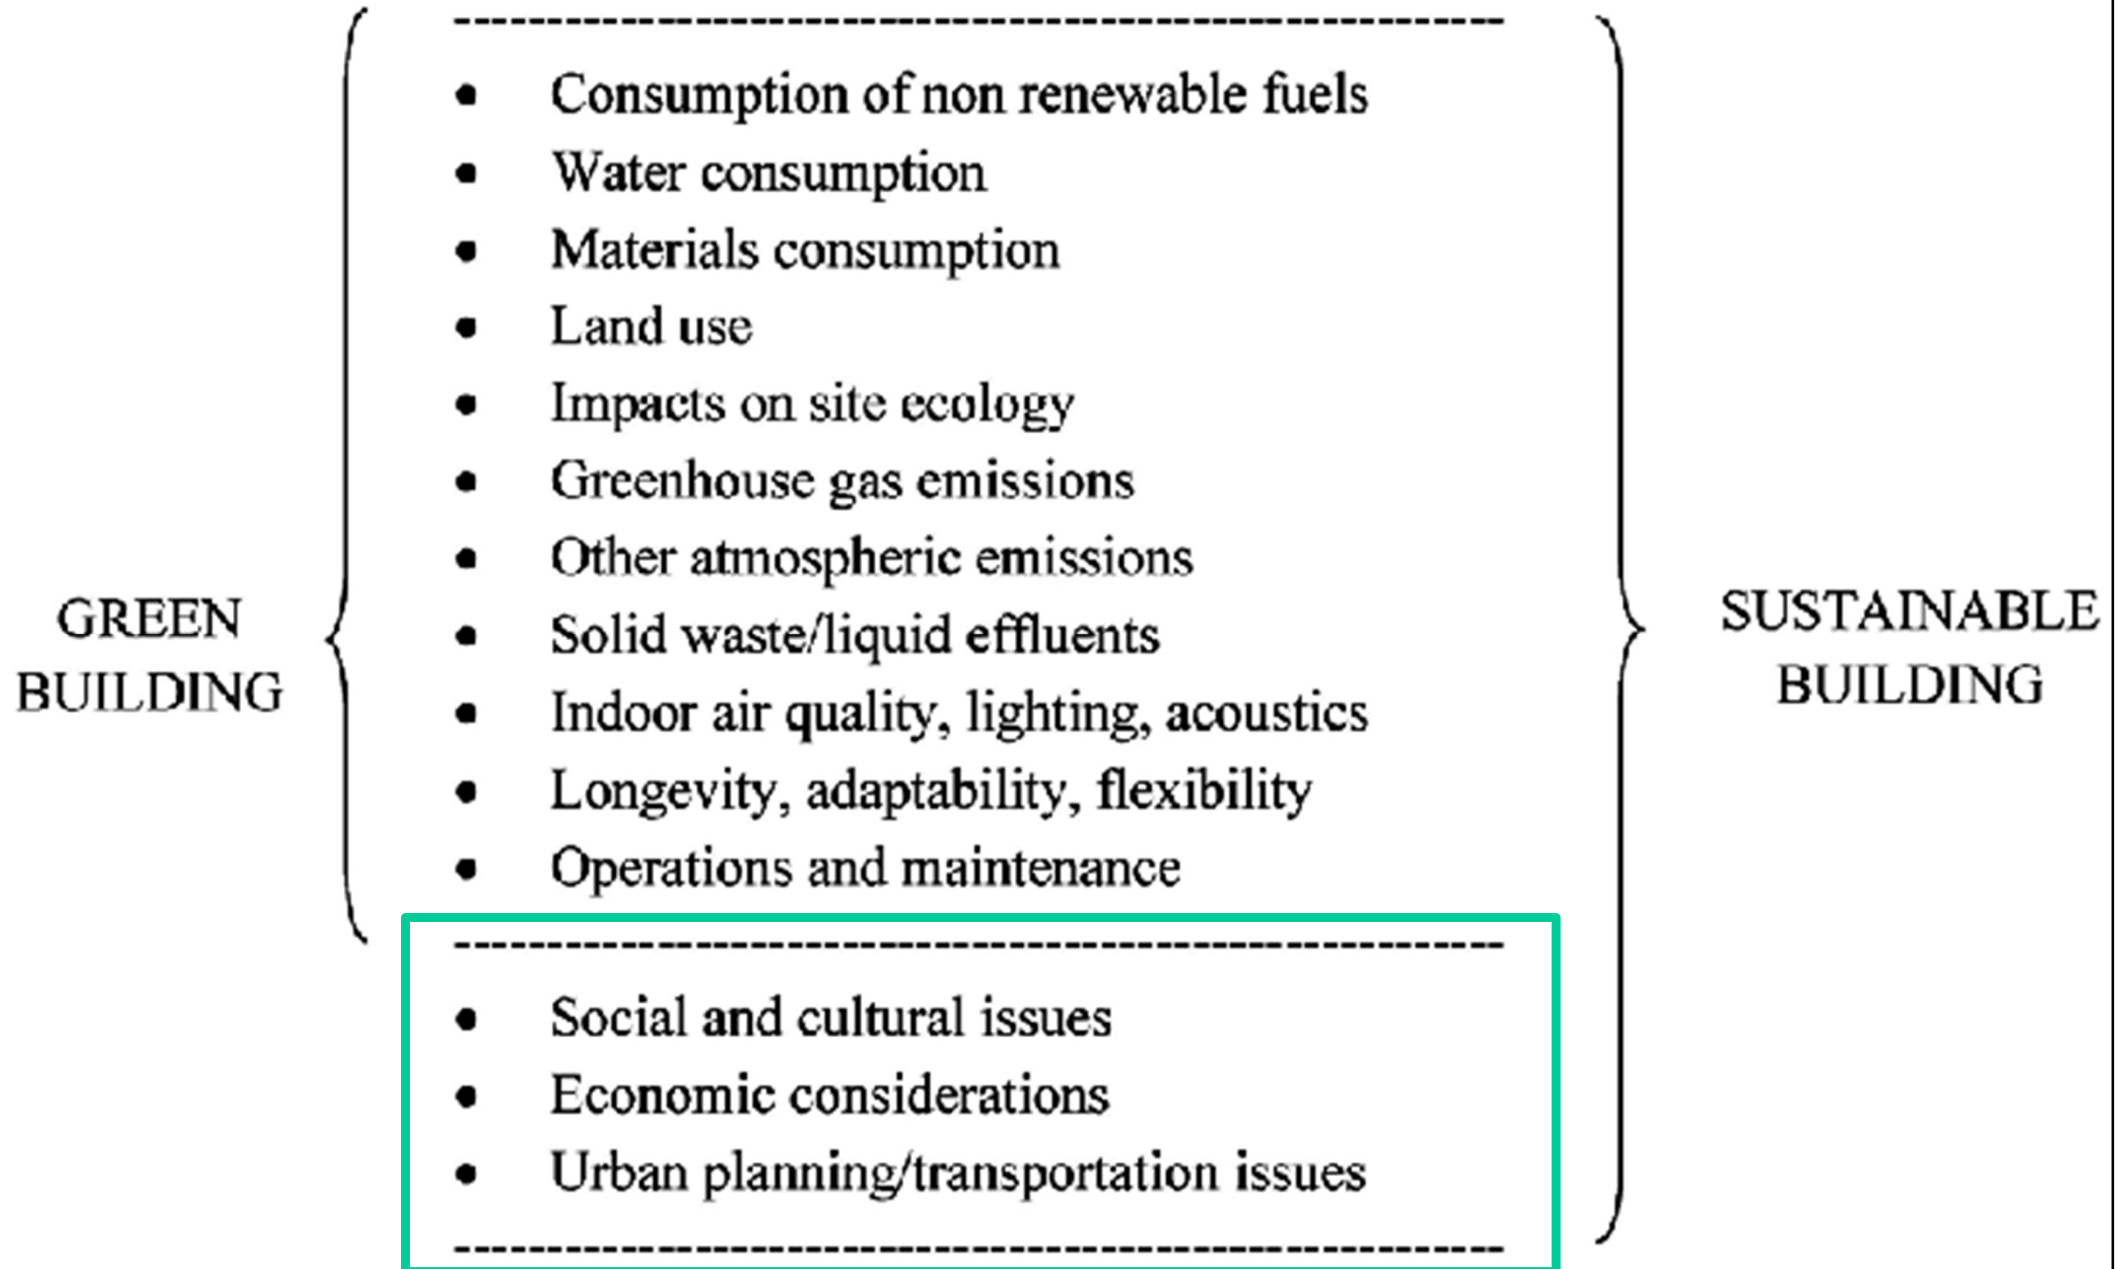 Consumption of non renewable fuels
Water consumption
Materials consumption
Land use
Impacts on site ecology
Greenhouse gas emissions
Other atmospheric emissions
Solid waste/liquid effluents
Indoor air quality, lighting, acoustics
Longevity, adaptability, flexibility
Operations and maintenance
Social and cultural issues
Economic considerations
Urban planning/transportation issues
GREEN
BUILDING
SUSTAINABLE
BUILDING